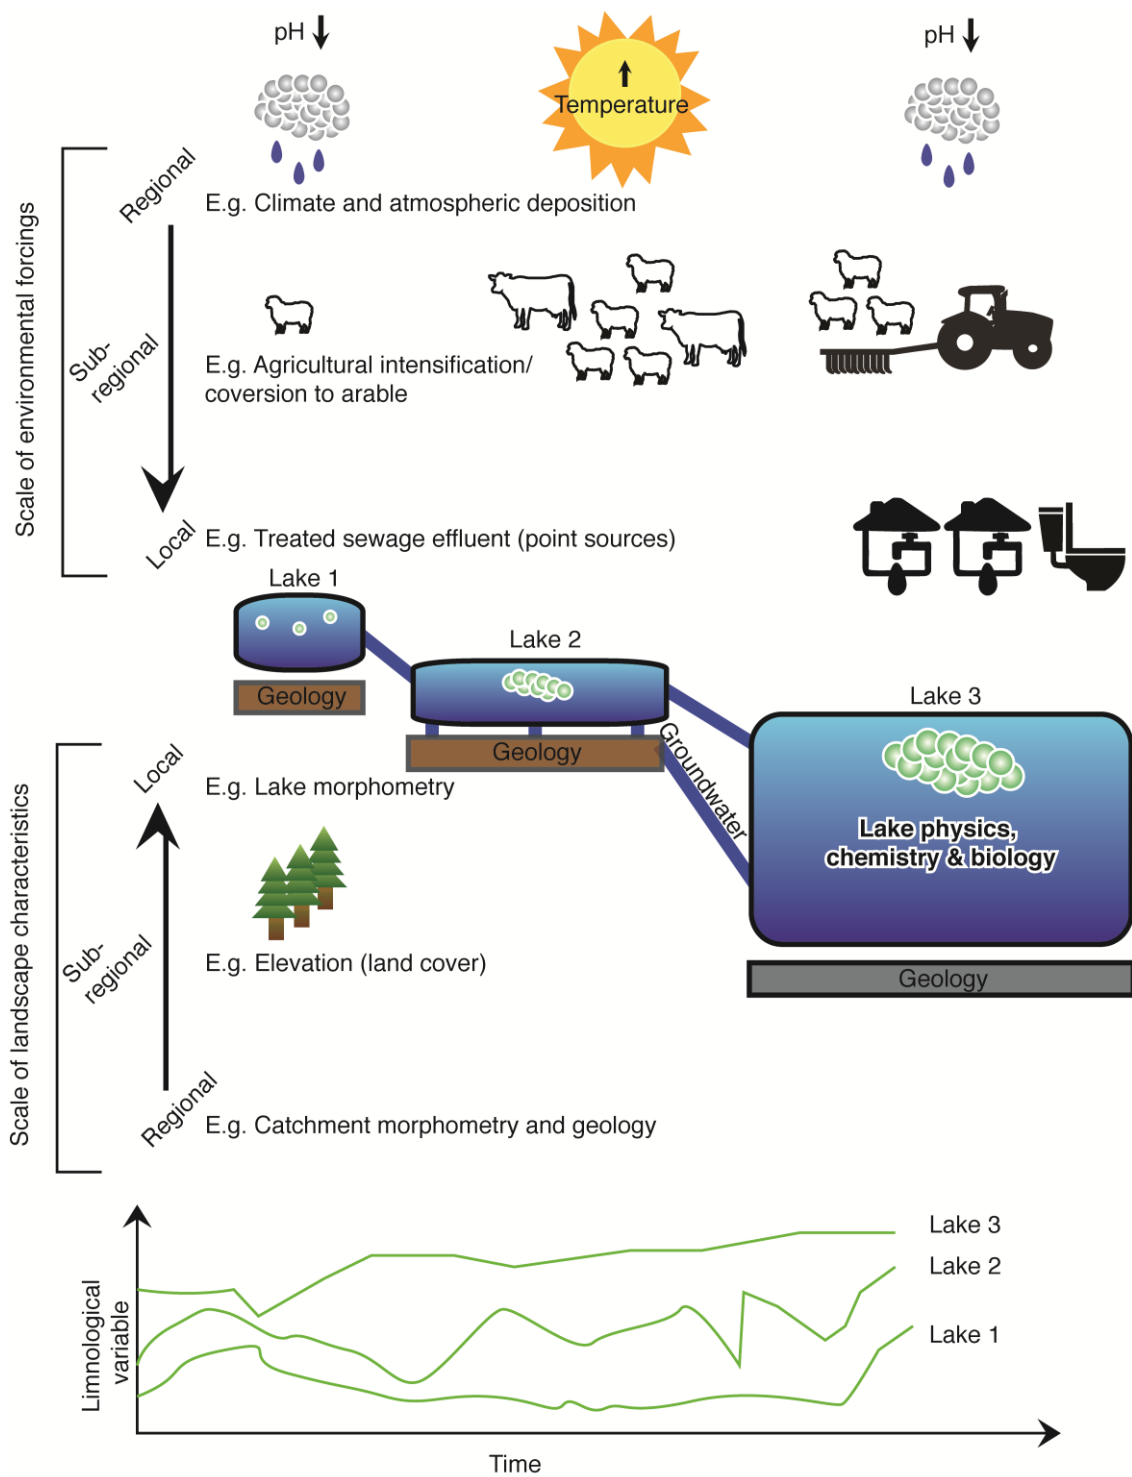 pH
pH
Temperature
Scale of environmental forcings
Regional
E.g. Climate and atmospheric deposition
Sub-
regional
E.g. Agricultural intensification/
coversion to arable
Local
E.g. Treated sewage effluent (point sources)
Lake 1
Lake 2
Lake 3
Geology
Geology
Groundwater
Lake physics,
chemistry & biology
Geology
Scale of landscape characteristics
Local
E.g. Lake morphometry
Sub-
regional
E.g. Elevation (land cover)
Regional
E.g. Catchment morphometry and geology
Limnological
variable
Lake 3
Lake 2
Lake 1
Time